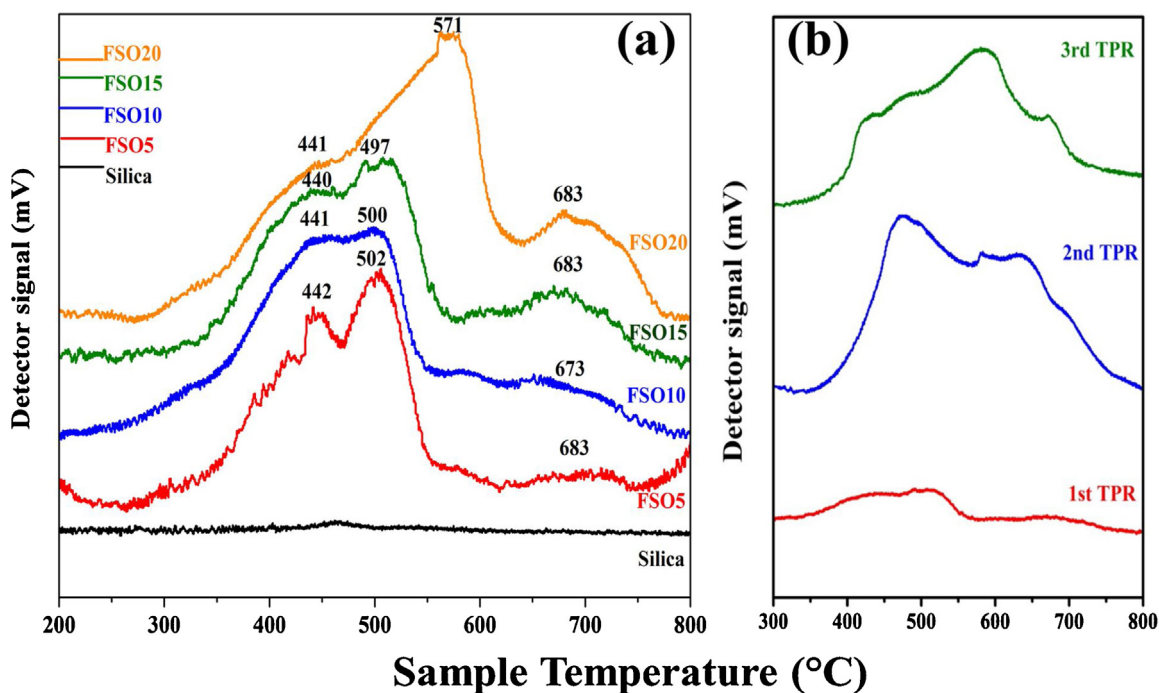 (a)
571
FSO20
FSO15
FSO10
FSO5
Silica
441
497
440
441
500
502
442
683
683
673
683
FSO20
FSO15
FSO10
FSO5
Silica
Detector signal (mV)
200 300 400 500 600 700 800
(b)
3rd TPR
2nd TPR
1st TPR
Detector signal (mV)
300 400 500 600 700 800
Sample Temperature (°C)